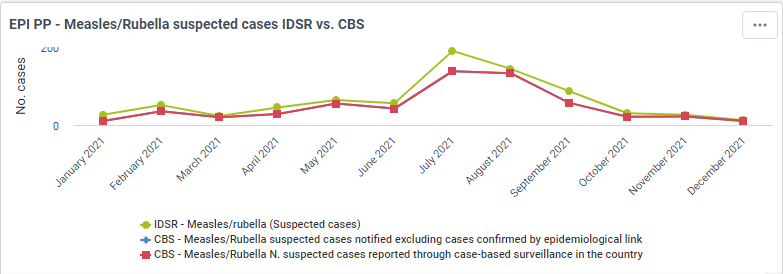 EPI PP - Measles/Rubella suspected cases IDSR vs. CBS
200
No. cases
0
January 2021
February 2021
March 2021
April 2021
May 2021
June 2021
July 2021
August 2021
September 2021
October 2021
November 2021
December 2021
IDSR - Measles/rubella (Suspected cases)
CBS - Measles/Rubella suspected cases notified excluding cases confirmed by epidemiological link
CBS - Measles/Rubella N. suspected cases reported through case-based surveillance in the country